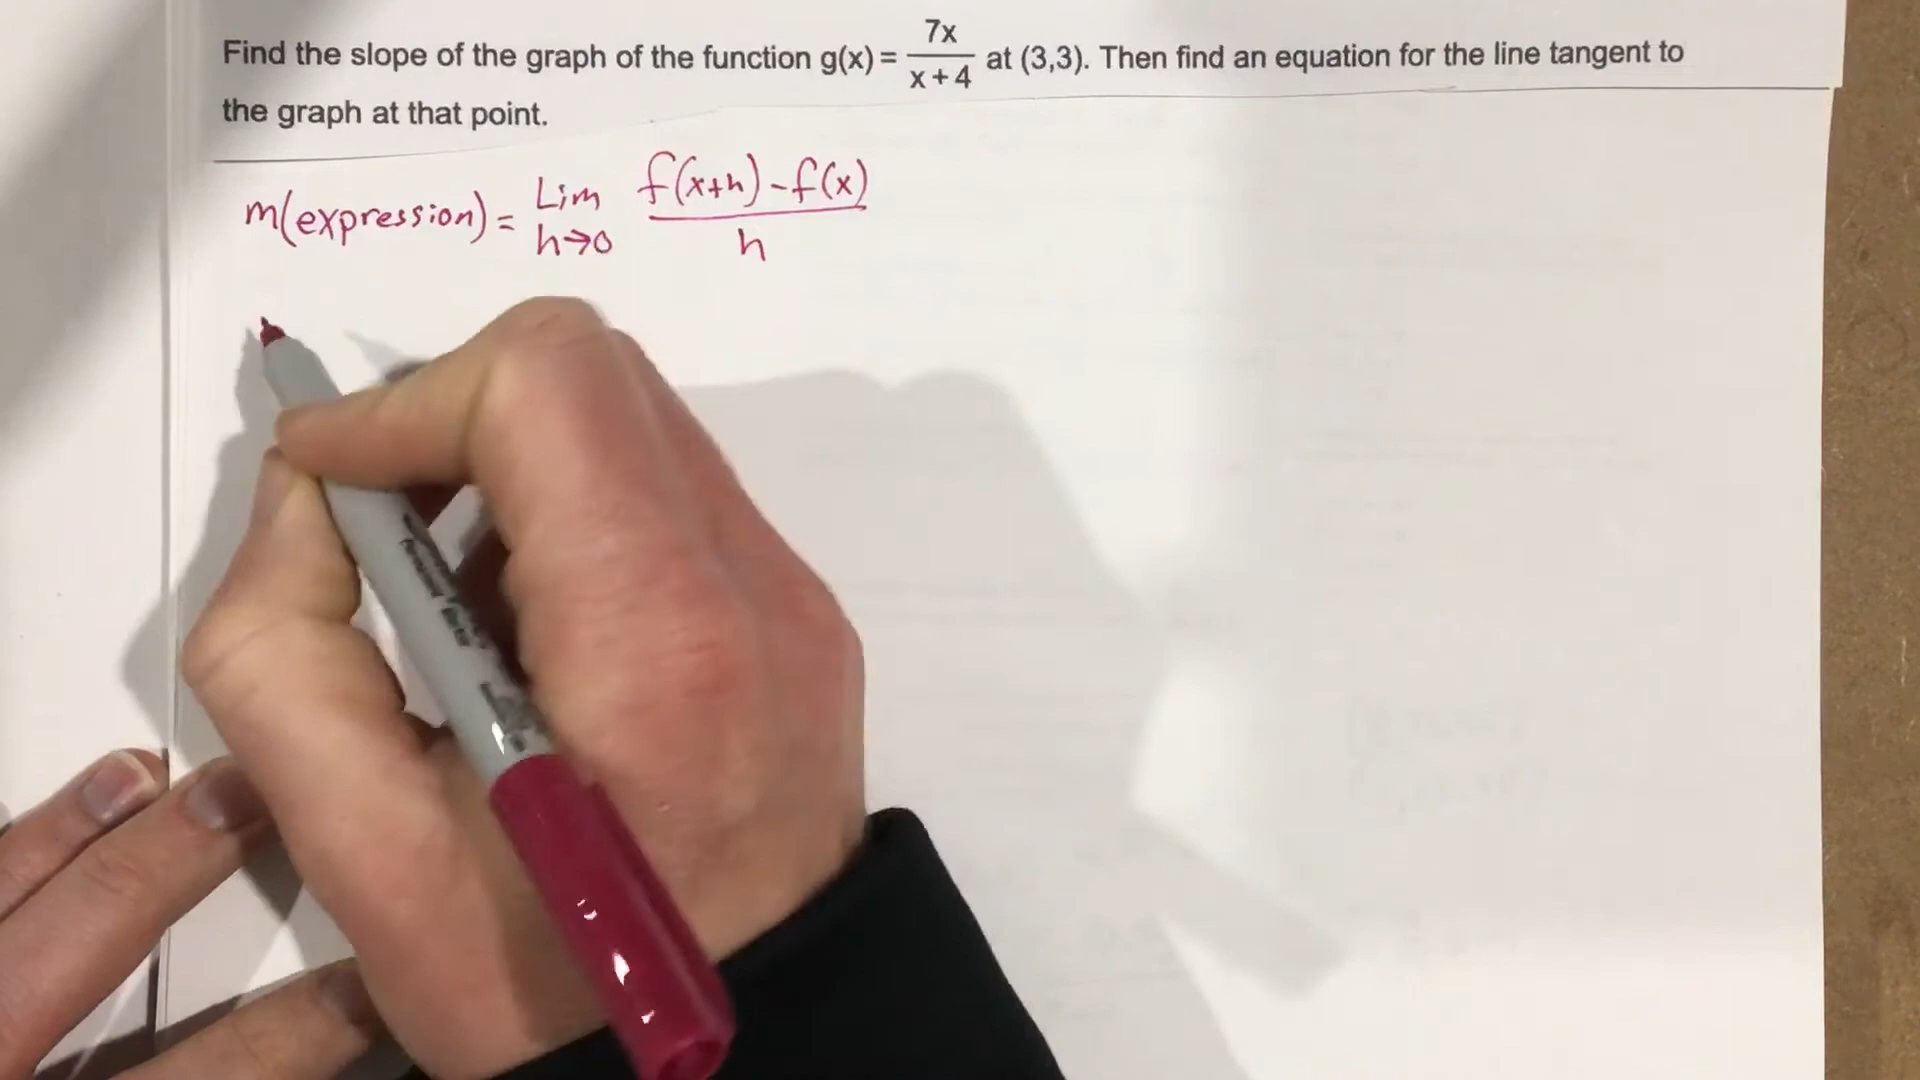 Find the slope of the graph of the function g(x) = 7x / x + 4 at (3,3). Then find an equation for the line tangent to
the graph at that point.
m(expression) = Lim h→0 f(x+h) - f(x) / h